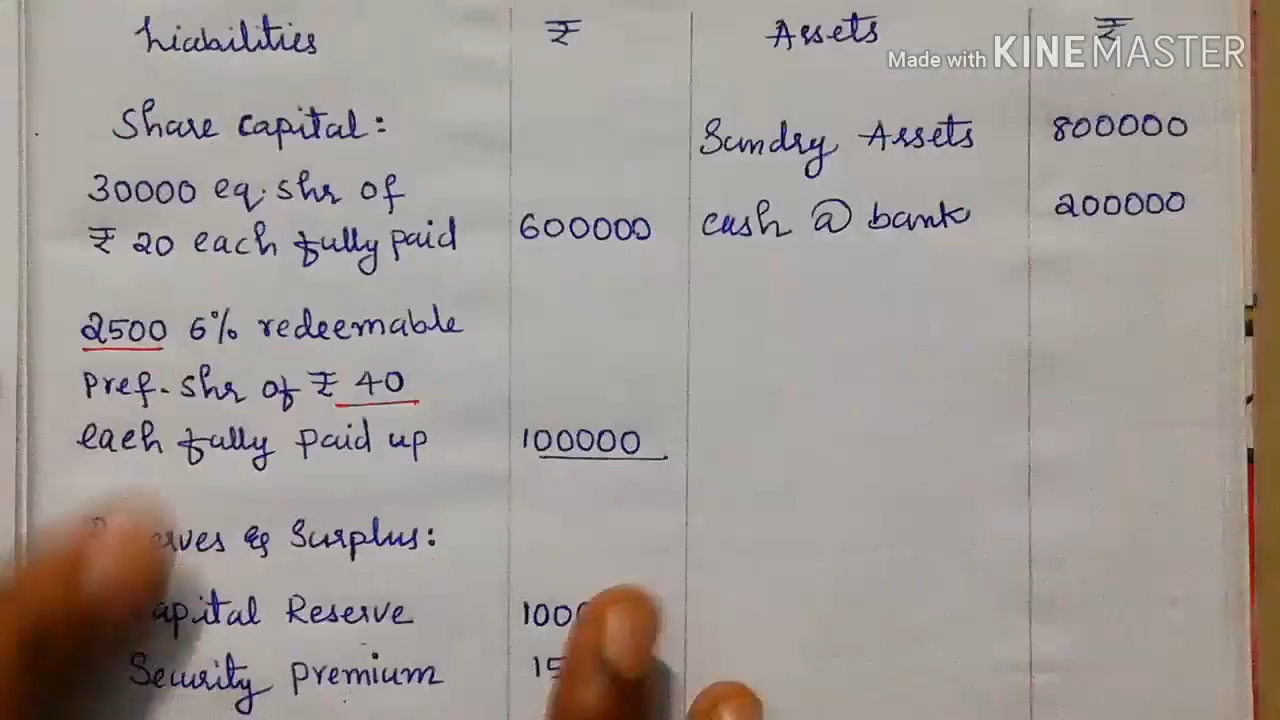 Liabilities ₹ Assets ₹
Made with KINEMASTER
Share capital:
Sundry Assets 800000
30000 eq. shr of
₹ 20 each fully paid 600000
cash @ bank 200000
2500 6% redeemable
Pref. shr of ₹ 40
each fully paid up 100000
& Surplus:
Reserve
Security premium